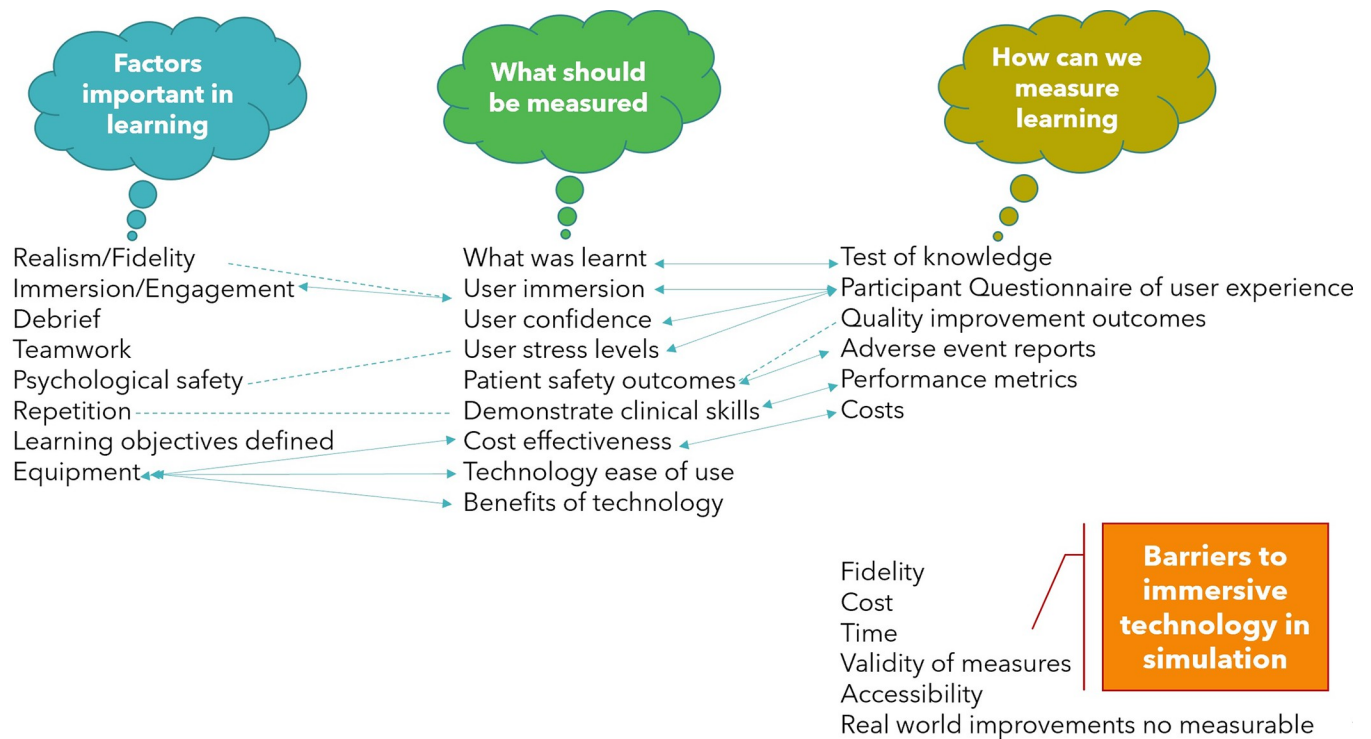 Factors
important in
learning
What should
be measured
How can we
measure
learning
Realism/Fidelity
Immersion/Engagement
Debrief
Teamwork
Psychological safety
Repetition
Learning objectives defined
Equipment
What was learnt
User immersion
User confidence
User stress levels
Patient safety outcomes
Demonstrate clinical skills
Cost effectiveness
Technology ease of use
Benefits of technology
Test of knowledge
Participant Questionnaire of user experience
Quality improvement outcomes
Adverse event reports
Performance metrics
Costs
Fidelity
Cost
Time
Validity of measures
Accessibility
Real world improvements no measurable
Barriers to
immersive
technology in
simulation